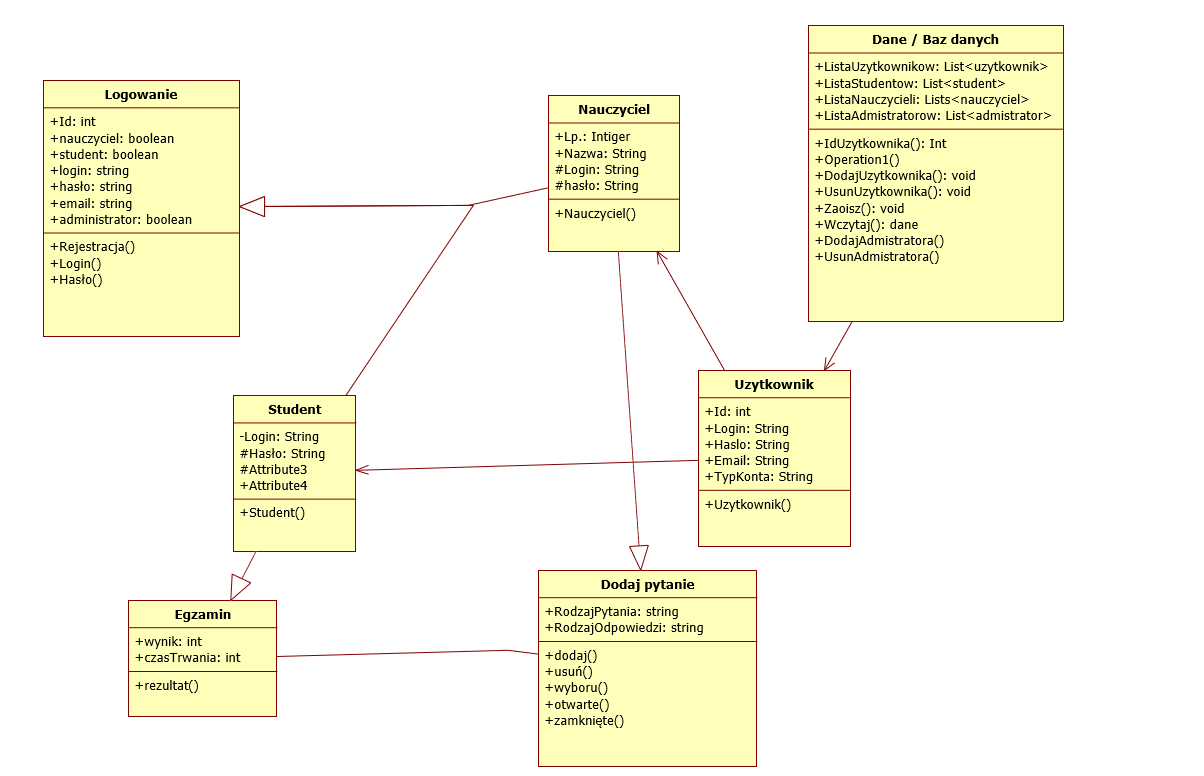 Dane / Baz danych
+ListaUzytkownikow: List<uzytkownik>
+ListaStudentow: List<student>
+ListaNauczycieli: Lists<nauczyciel>
+ListaAdmistratorow: List<admistrator>
+IdUzytkownika(): Int
+Operation1()
+DodajUzytkownika(): void
+UsunUzytkownika(): void
+Zaoisz(): void
+Wczytaj(): dane
+DodajAdmistratora()
+UsunAdmistratora()
Logowanie
+Id: int
+nauczyciel: boolean
+student: boolean
+login: string
+hasło: string
+email: string
+administrator: boolean
+Rejestracja()
+Login()
+Hasło()
Nauczyciel
+Lp.: Intiger
+Nazwa: String
#Login: String
#hasło: String
+Nauczyciel()
Uzytkownik
+Id: int
+Login: String
+Haslo: String
+Email: String
+TypKonta: String
+Uzytkownik()
Student
-Login: String
#Hasło: String
#Attribute3
+Attribute4
+Student()
Dodaj pytanie
+RodzajPytania: string
+RodzajOdpowiedzi: string
+dodaj()
+usuń()
+wyboru()
+otwarte()
+zamknięte()
Egzamin
+wynik: int
+czasTrwania: int
+rezultat()